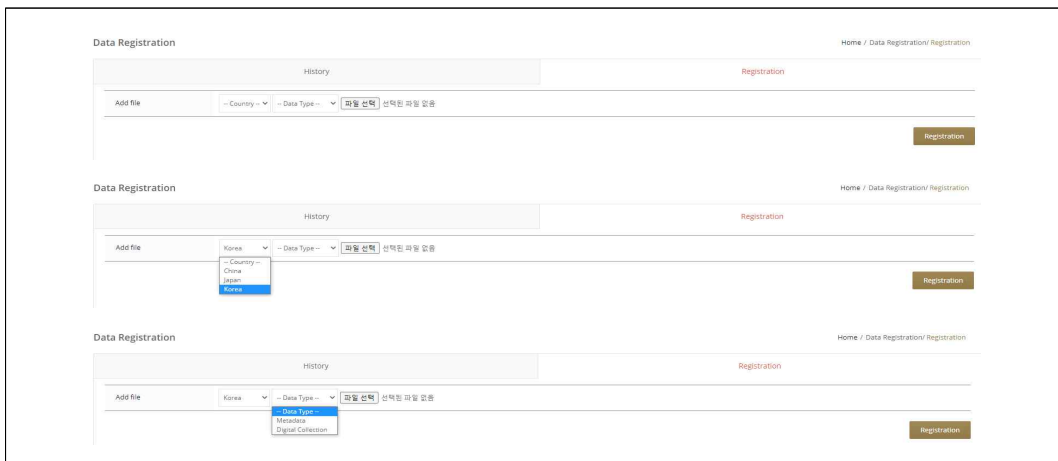 Data Registration
Home / Data Registration/ Registration
History
Registration
Add file
-- Country -- -- Data Type -- 파일 선택 선택된 파일 없음
Registration
Data Registration
Home / Data Registration/ Registration
History
Registration
Add file
Korea -- Data Type -- 파일 선택 선택된 파일 없음
-- Country --
China
Japan
Korea
Registration
Data Registration
Home / Data Registration/ Registration
History
Registration
Add file
Korea -- Data Type -- 파일 선택 선택된 파일 없음
-- Data Type --
Metadata
Digital Collection
Registration